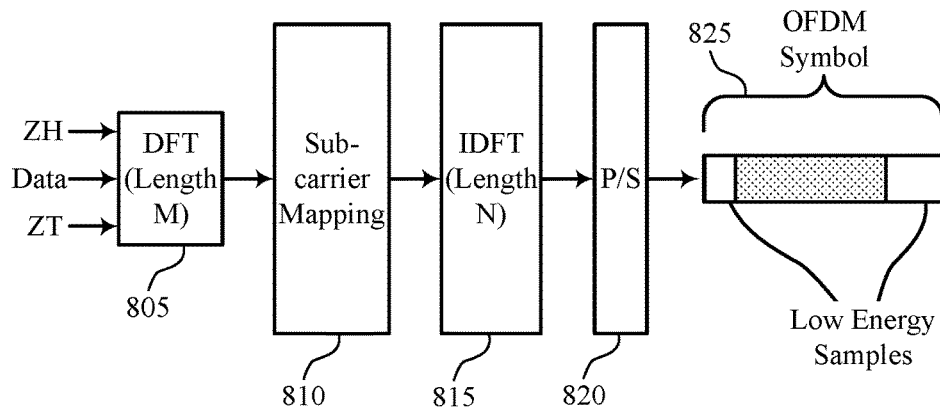 825
OFDM
Symbol
ZH
Data
ZT
DFT
(Length
M)
805
Sub-
carrier
Mapping
810
IDFT
(Length
N)
815
P/S
820
Low Energy
Samples